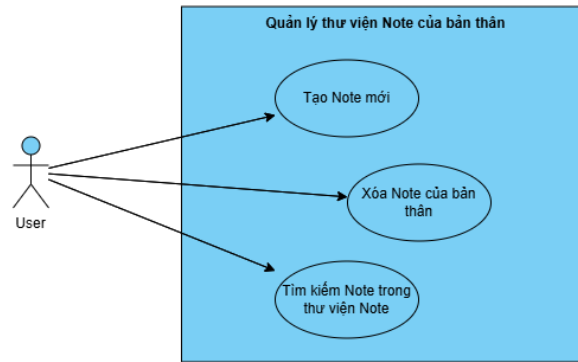 Quản lý thư viện Note của bản thân
Tạo Note mới
User
Xóa Note của bản
thân
Tìm kiếm Note trong
thư viện Note